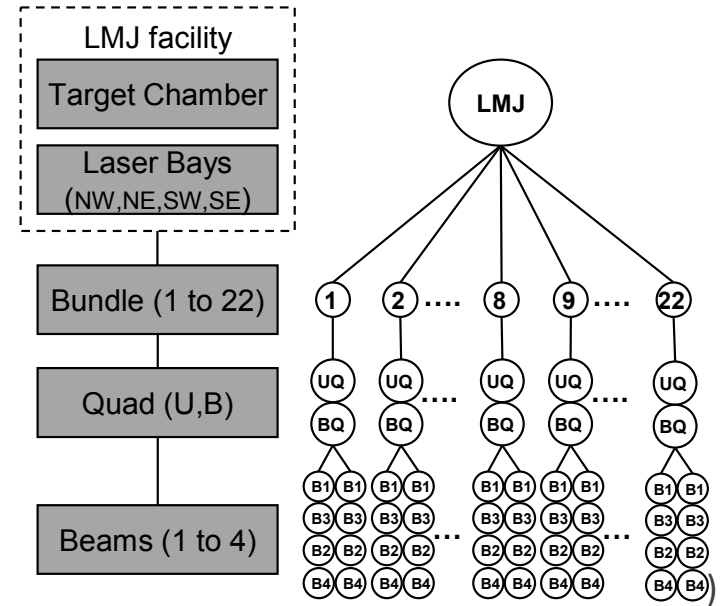 LMJ facility
Target Chamber
Laser Bays
(NW,NE,SW,SE)
Bundle (1 to 22)
Quad (U,B)
Beams (1 to 4)
LMJ
1 2 .... 8 9 .... 22
UQ UQ UQ UQ UQ
.... ....
BQ BQ BQ BQ BQ
B1 B1 B1 B1 B1 B1 B1 B1 B1 B1
B3 B3 B3 B3 B3 B3 B3 B3 B3 B3
... ...
B2 B2 B2 B2 B2 B2 B2 B2 B2 B2
B4 B4 B4 B4 B4 B4 B4 B4 B4 B4 )